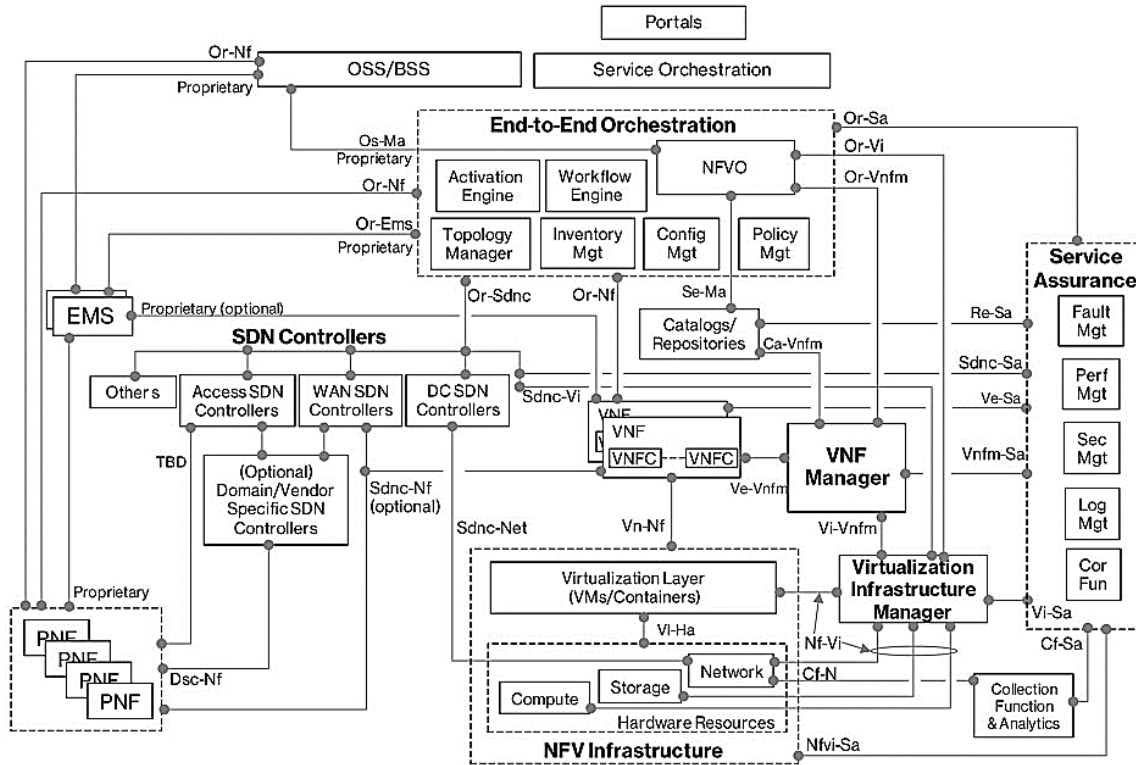 Portals
Or-Nf
OSS/BSS
Service Orchestration
Proprietary
End-to-End Orchestration
Or-Sa
Os-Ma
Proprietary
NFVO
Or-Vi
Activation
Engine
Workflow
Engine
Or-Nf
Or-Vnfm
Or-Ems
Proprietary
Topology
Manager
Inventory
Mgt
Config
Mgt
Policy
Mgt
Service
Assurance
Or-Sdnc
Or-Nf
Se-Ma
EMS
Proprietary (optional)
Catalogs/
Repositories
Re-Sa
Fault
Mgt
SDN Controllers
Ca-Vnfm
Sdnc-Sa
Others
Access SDN
Controllers
WAN SDN
Controllers
DC SDN
Controllers
Sdnc-Vi
Perf
Mgt
Ve-Sa
VNF
VNF
VNFC
VNFC
VNF
Manager
Sec
Mgt
TBD
(Optional)
Domain/Vendor
Specific SDN
Controllers
Sdnc-Nf
(optional)
Ve-Vnfm
Vnfm-Sa
Sdnc-Net
Vn-Nf
Vi-Vnfm
Log
Mgt
Virtualization Layer
(VMs/Containers)
Virtualization
Infrastructure
Manager
Cor
Fun
Proprietary
Vi-Sa
Vi-Ha
Nf-Vi
Cf-Sa
PNF
PNF
PNF
PNF
Dsc-Nf
Network
Cf-N
Storage
Compute
Collection
Function
& Analytics
Hardware Resources
NFV Infrastructure
Nfvi-Sa